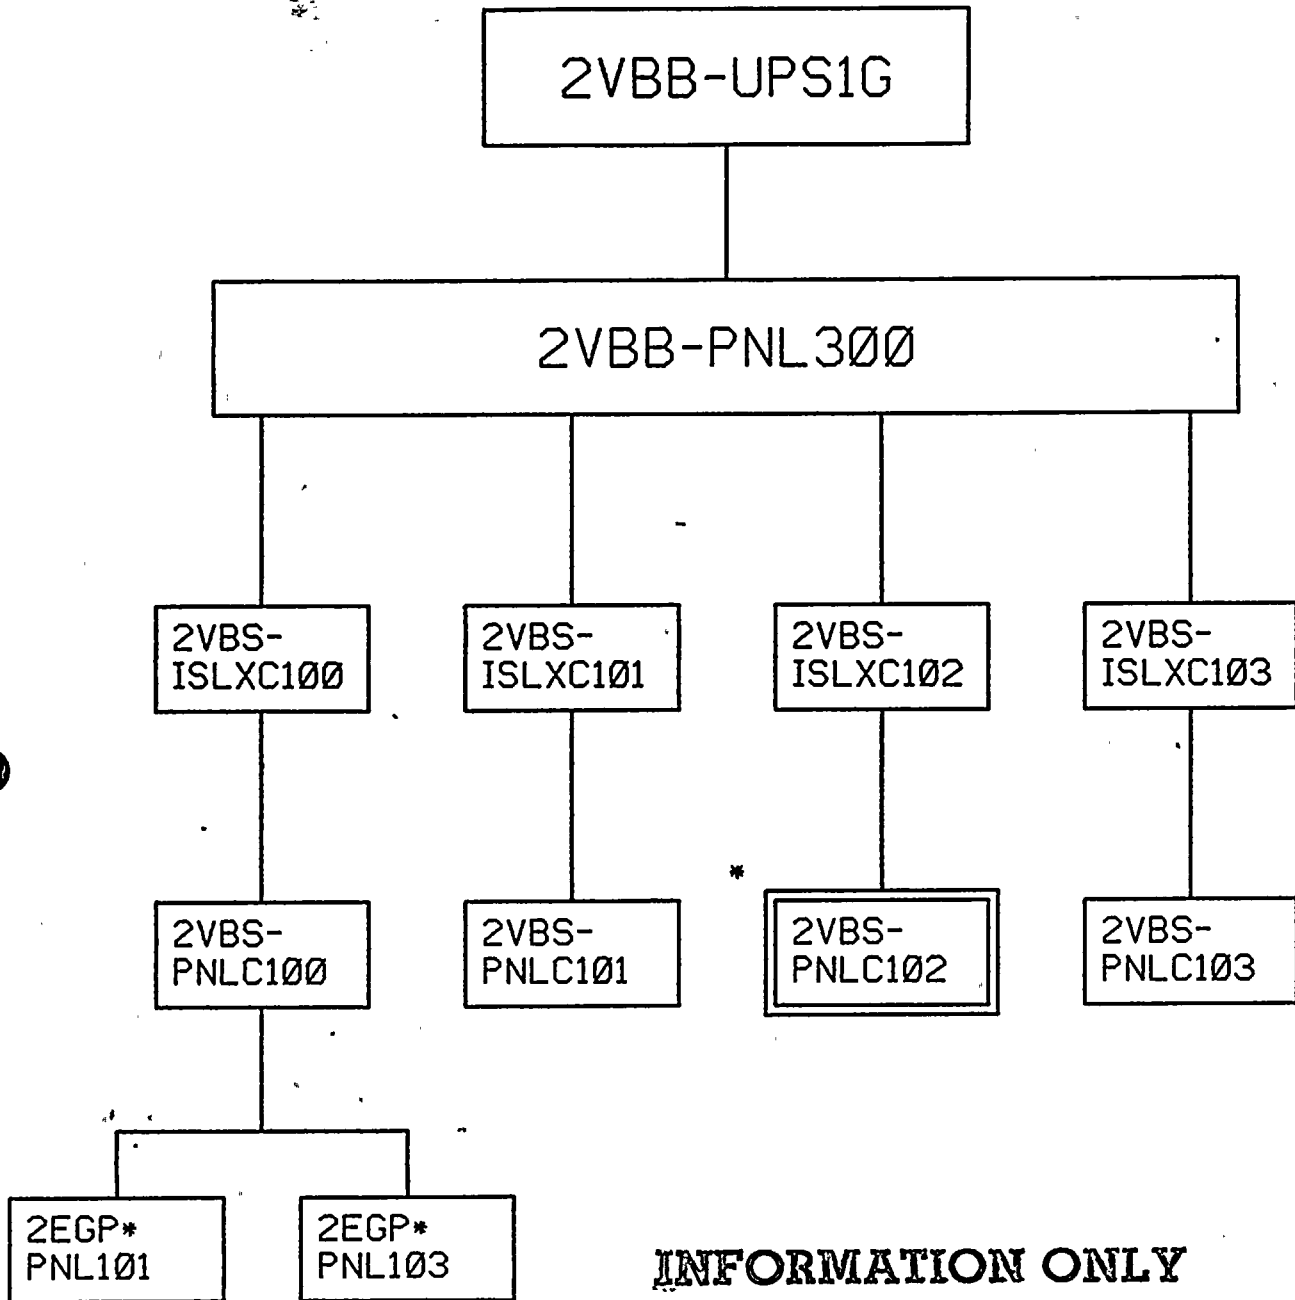 2VBB-UPS1G
2VBB-PNL3ØØ
2VBS-
ISLXC1ØØ
2VBS-
ISLXC1Ø1
2VBS-
ISLXC1Ø2
2VBS-
ISLXC1Ø3
*
2VBS-
PNLC1ØØ
2VBS-
PNLC1Ø1
2VBS-
PNLC1Ø2
2VBS-
PNLC1Ø3
2EGP*
PNL1Ø1
2EGP*
PNL1Ø3
INFORMATION ONLY